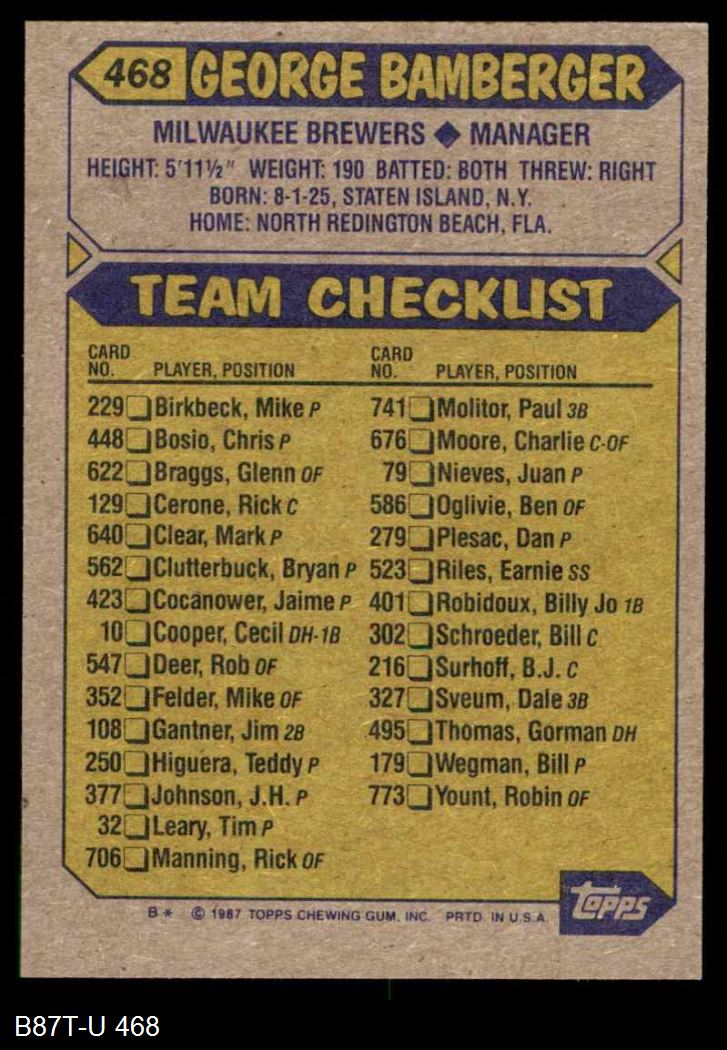 468 GEORGE BAMBERGER
MILWAUKEE BREWERS ◆ MANAGER
HEIGHT: 5'11½" WEIGHT: 190 BATTED: BOTH THREW: RIGHT
BORN: 8-1-25, STATEN ISLAND, N.Y.
HOME: NORTH REDINGTON BEACH, FLA.
TEAM CHECKLIST
CARD
NO. PLAYER, POSITION
229 Birkbeck, Mike P
448 Bosio, Chris P
622 Braggs, Glenn OF
129 Cerone, Rick C
640 Clear, Mark P
562 Clutterbuck, Bryan P
423 Cocanower, Jaime P
10 Cooper, Cecil DH-1B
547 Deer, Rob OF
352 Felder, Mike OF
108 Gantner, Jim 2B
250 Higuera, Teddy P
377 Johnson, J.H. P
32 Leary, Tim P
706 Manning, Rick OF
CARD
NO. PLAYER, POSITION
741 Molitor, Paul 3B
676 Moore, Charlie C-OF
79 Nieves, Juan P
586 Oglivie, Ben OF
279 Plesac, Dan P
523 Riles, Earnie SS
401 Robidoux, Billy Jo 1B
302 Schroeder, Bill C
216 Surhoff, B.J. C
327 Sveum, Dale 3B
495 Thomas, Gorman DH
179 Wegman, Bill P
773 Yount, Robin OF
B* © 1987 TOPPS CHEWING GUM, INC. PRTD. IN U.S.A.
Topps
B87T-U 468